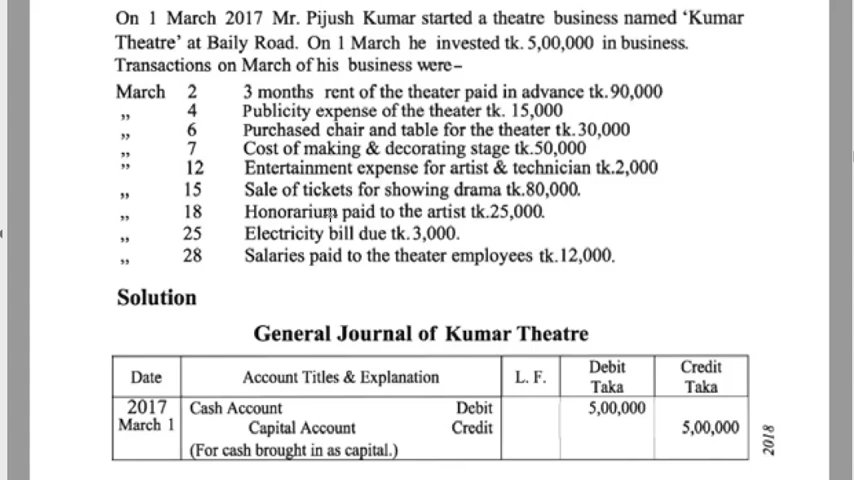 On 1 March 2017 Mr. Pijush Kumar started a theatre business named ‘Kumar
Theatre’ at Baily Road. On 1 March he invested tk. 5,00,000 in business.
Transactions on March of his business were–
March 2 3 months rent of the theater paid in advance tk.90,000
„ 4 Publicity expense of the theater tk. 15,000
„ 6 Purchased chair and table for the theater tk.30,000
„ 7 Cost of making & decorating stage tk.50,000
„ 12 Entertainment expense for artist & technician tk.2,000
„ 15 Sale of tickets for showing drama tk.80,000.
„ 18 Honorarium paid to the artist tk.25,000.
„ 25 Electricity bill due tk.3,000.
„ 28 Salaries paid to the theater employees tk.12,000.
Solution
General Journal of Kumar Theatre
Date Account Titles & Explanation L. F. Debit Taka Credit Taka
2017 Cash Account Debit 5,00,000
March 1 Capital Account Credit 5,00,000
(For cash brought in as capital.)
2018